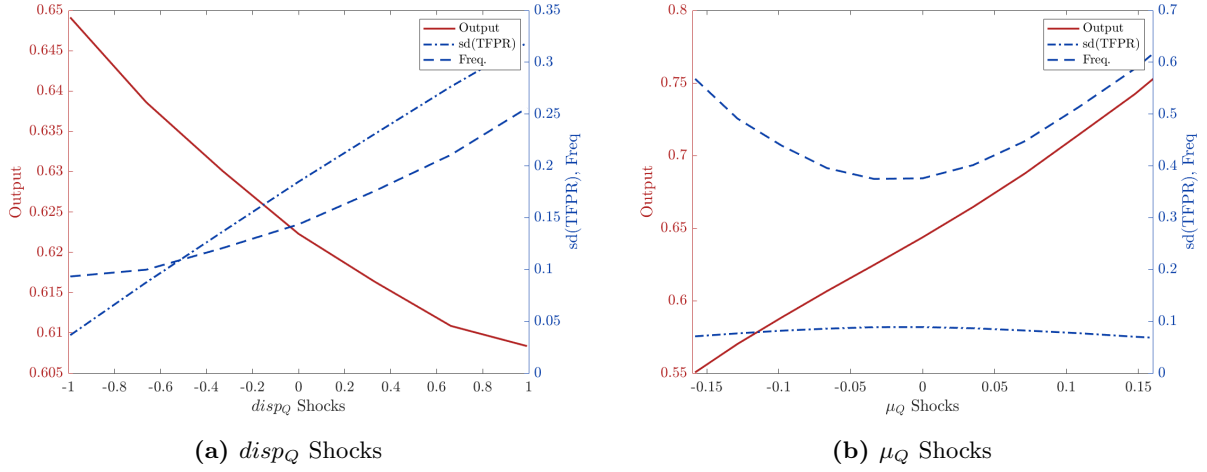 0.65
0.645
0.64
0.635
0.63
0.625
0.62
0.615
0.61
0.605
Output
0.35
0.3
0.25
0.2
0.15
0.1
0.05
0
sd(TFPR), Freq
Output
sd(TFPR)
Freq.
-1 -0.8 -0.6 -0.4 -0.2 0 0.2 0.4 0.6 0.8 1
disp_Q Shocks
(a) disp_Q Shocks
0.8
0.75
0.7
0.65
0.6
0.55
Output
0.7
0.6
0.5
0.4
0.3
0.2
0.1
0
sd(TFPR), Freq
Output
sd(TFPR)
Freq.
-0.15 -0.1 -0.05 0 0.05 0.1 0.15
μ_Q Shocks
(b) μ_Q Shocks